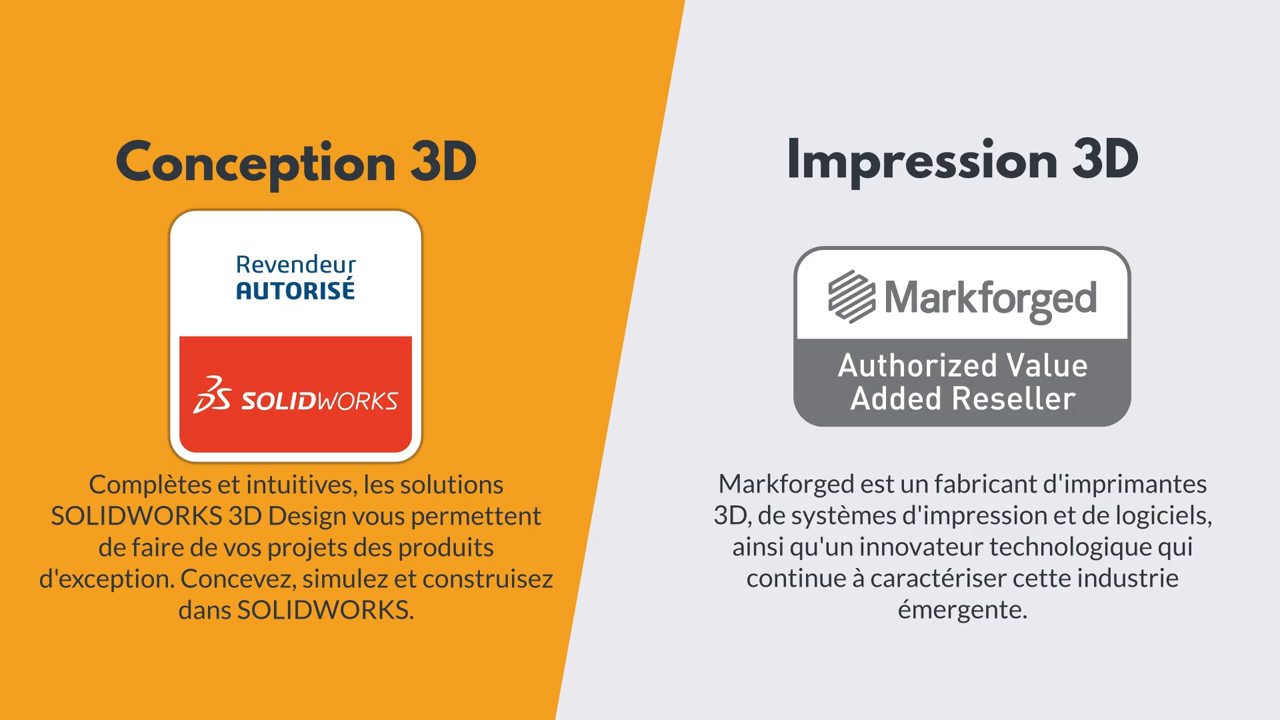 Conception 3D
Revendeur
AUTORISÉ
SOLIDWORKS
Complètes et intuitives, les solutions
SOLIDWORKS 3D Design vous permettent
de faire de vos projets des produits
d'exception. Concevez, simulez et construisez
dans SOLIDWORKS.
Impression 3D
Markforged
Authorized Value
Added Reseller
Markforged est un fabricant d'imprimantes
3D, de systèmes d'impression et de logiciels,
ainsi qu'un innovateur technologique qui
continue à caractériser cette industrie
émergente.